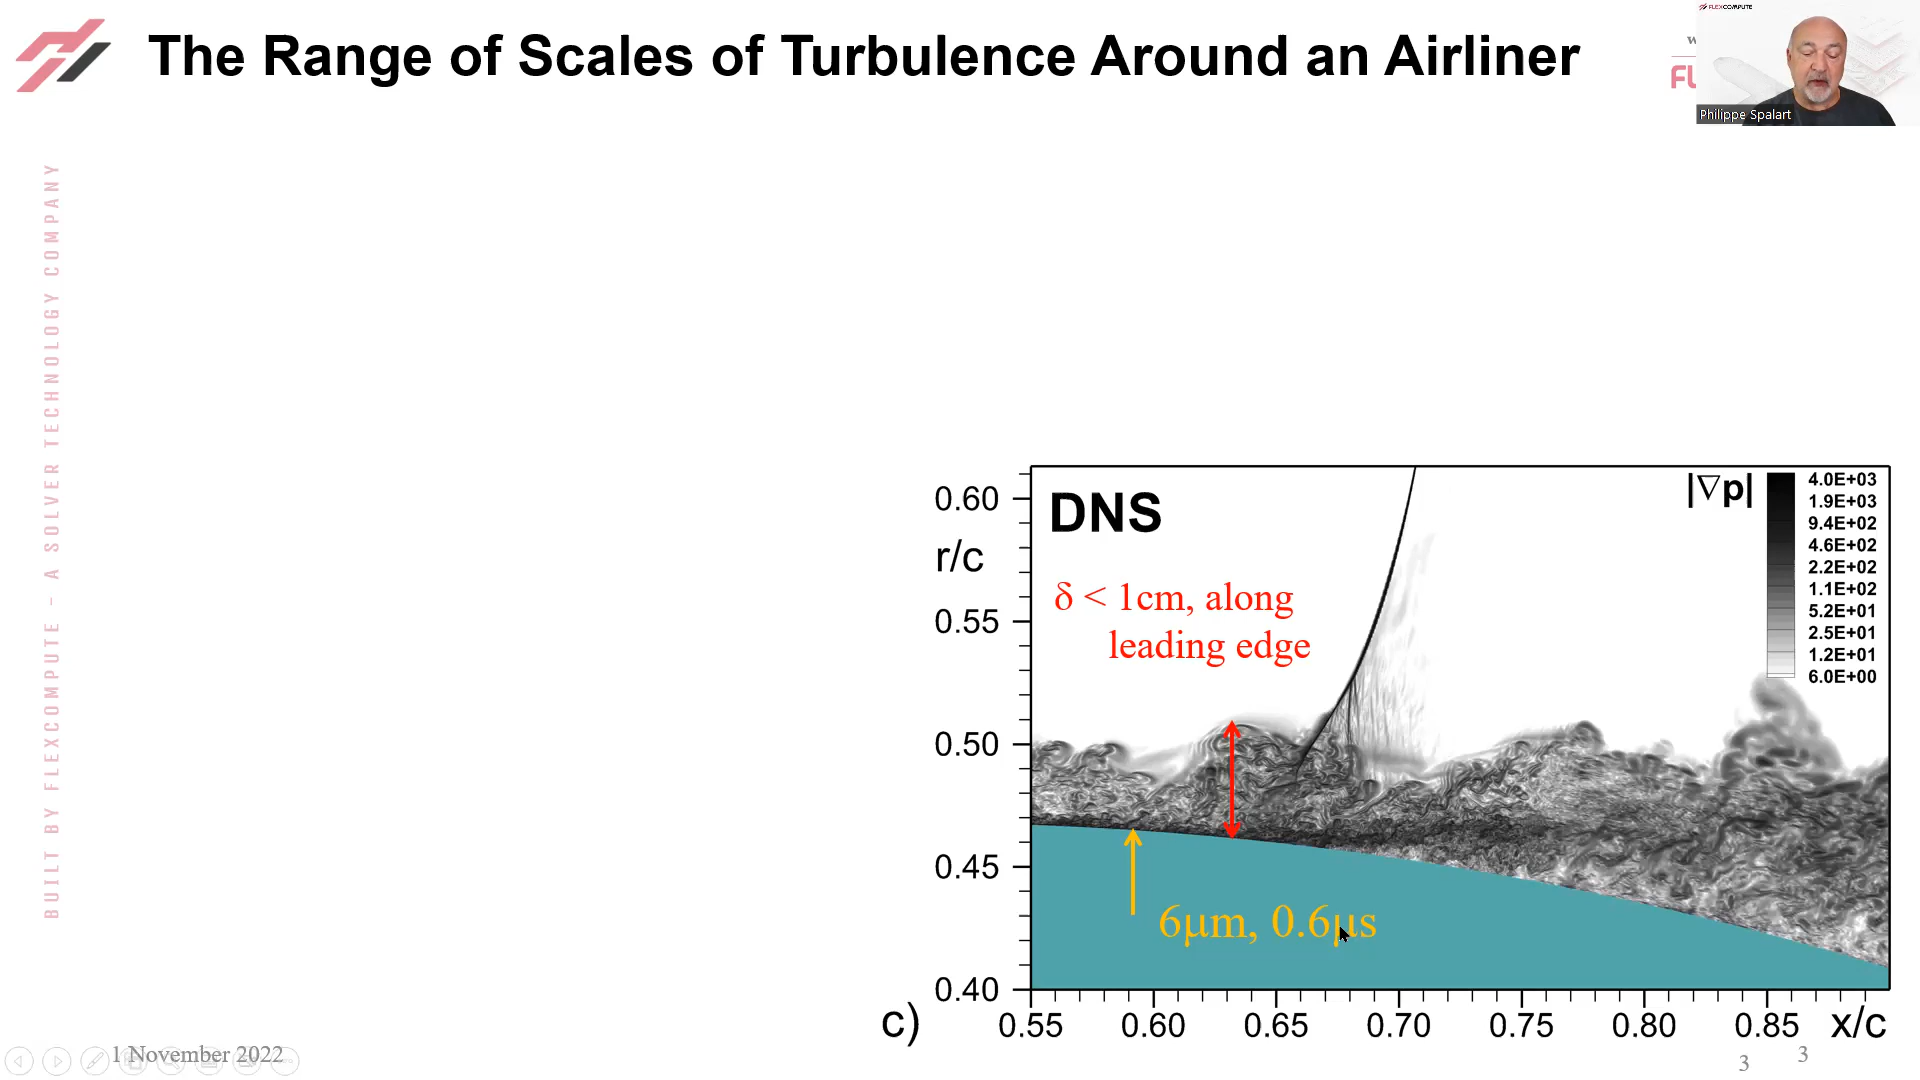 The Range of Scales of Turbulence Around an Airliner
FLEXCOMPUTE
Philippe Spalart
BUILT BY FLEXCOMPUTE - A SOLVER TECHNOLOGY COMPANY
DNS
|∇p|
4.0E+03
1.9E+03
9.4E+02
4.6E+02
2.2E+02
1.1E+02
5.2E+01
2.5E+01
1.2E+01
6.0E+00
δ < 1cm, along
leading edge
6μm, 0.6μs
0.60
r/c
0.55
0.50
0.45
0.40
c)
0.55 0.60 0.65 0.70 0.75 0.80 0.85 x/c
1 November 2022
3
3